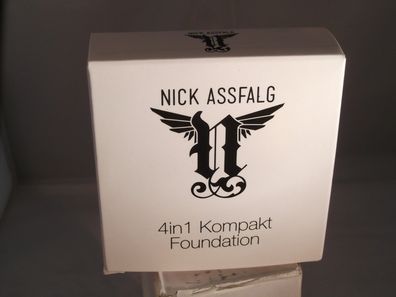 NICK ASSFALG
N
4in1 Kompakt
Foundation